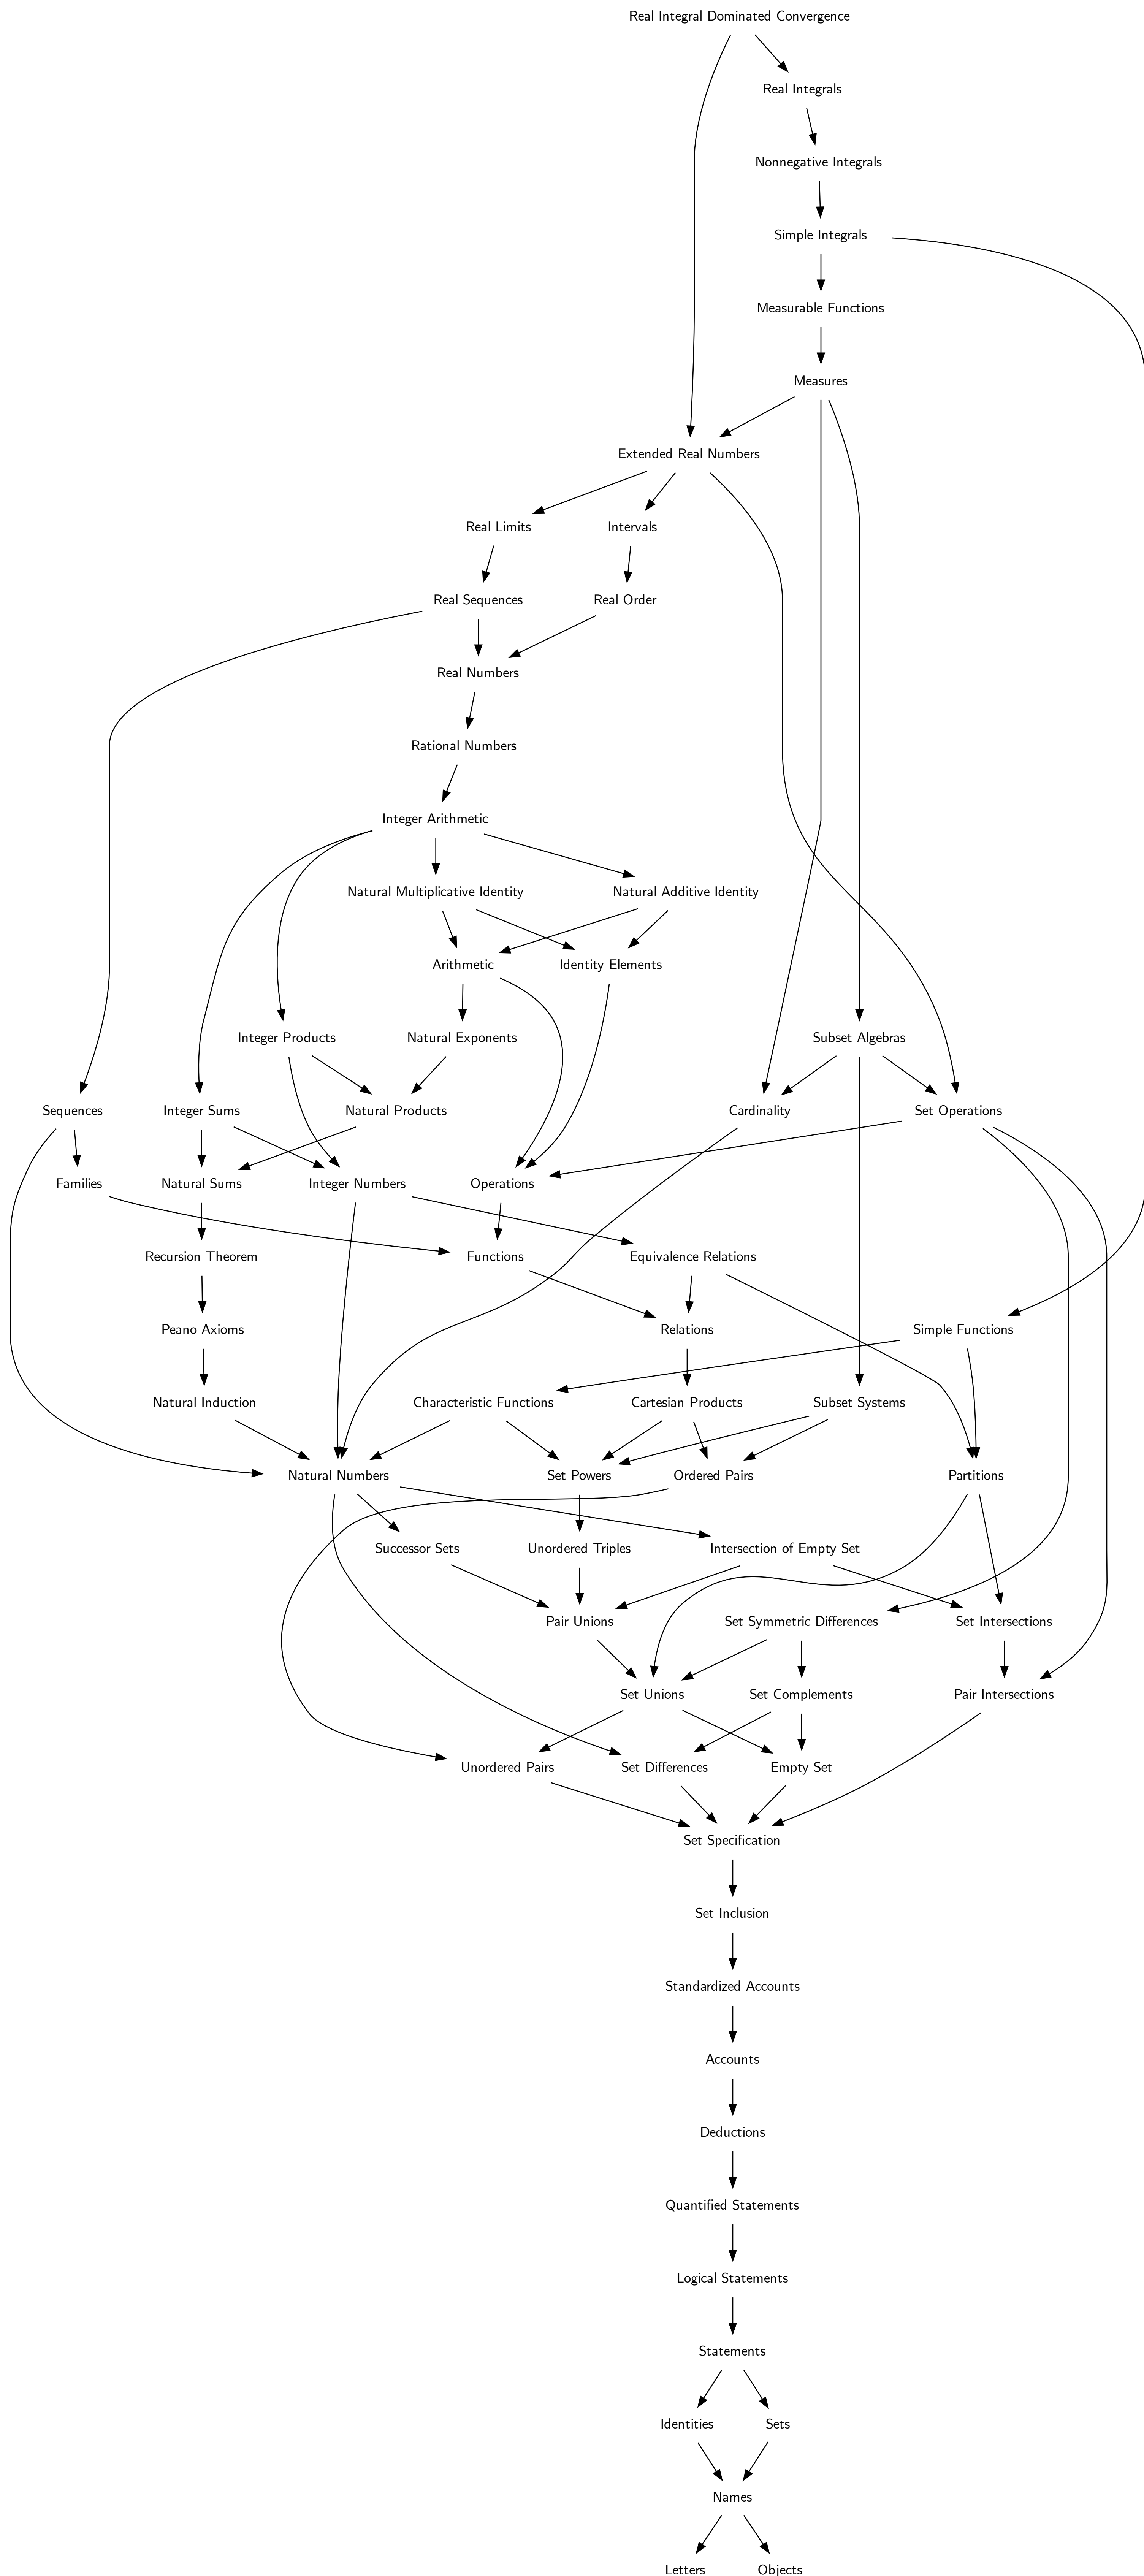 Real Integral Dominated Convergence
Real Integrals
Nonnegative Integrals
Simple Integrals
Measurable Functions
Measures
Extended Real Numbers
Real Limits
Intervals
Real Sequences
Real Order
Real Numbers
Rational Numbers
Integer Arithmetic
Natural Multiplicative Identity
Natural Additive Identity
Arithmetic
Identity Elements
Integer Products
Natural Exponents
Subset Algebras
Sequences
Integer Sums
Natural Products
Cardinality
Set Operations
Families
Natural Sums
Integer Numbers
Operations
Recursion Theorem
Functions
Equivalence Relations
Peano Axioms
Relations
Simple Functions
Natural Induction
Characteristic Functions
Cartesian Products
Subset Systems
Natural Numbers
Set Powers
Ordered Pairs
Partitions
Successor Sets
Unordered Triples
Intersection of Empty Set
Pair Unions
Set Symmetric Differences
Set Intersections
Set Unions
Set Complements
Pair Intersections
Unordered Pairs
Set Differences
Empty Set
Set Specification
Set Inclusion
Standardized Accounts
Accounts
Deductions
Quantified Statements
Logical Statements
Statements
Identities
Sets
Names
Letters
Objects